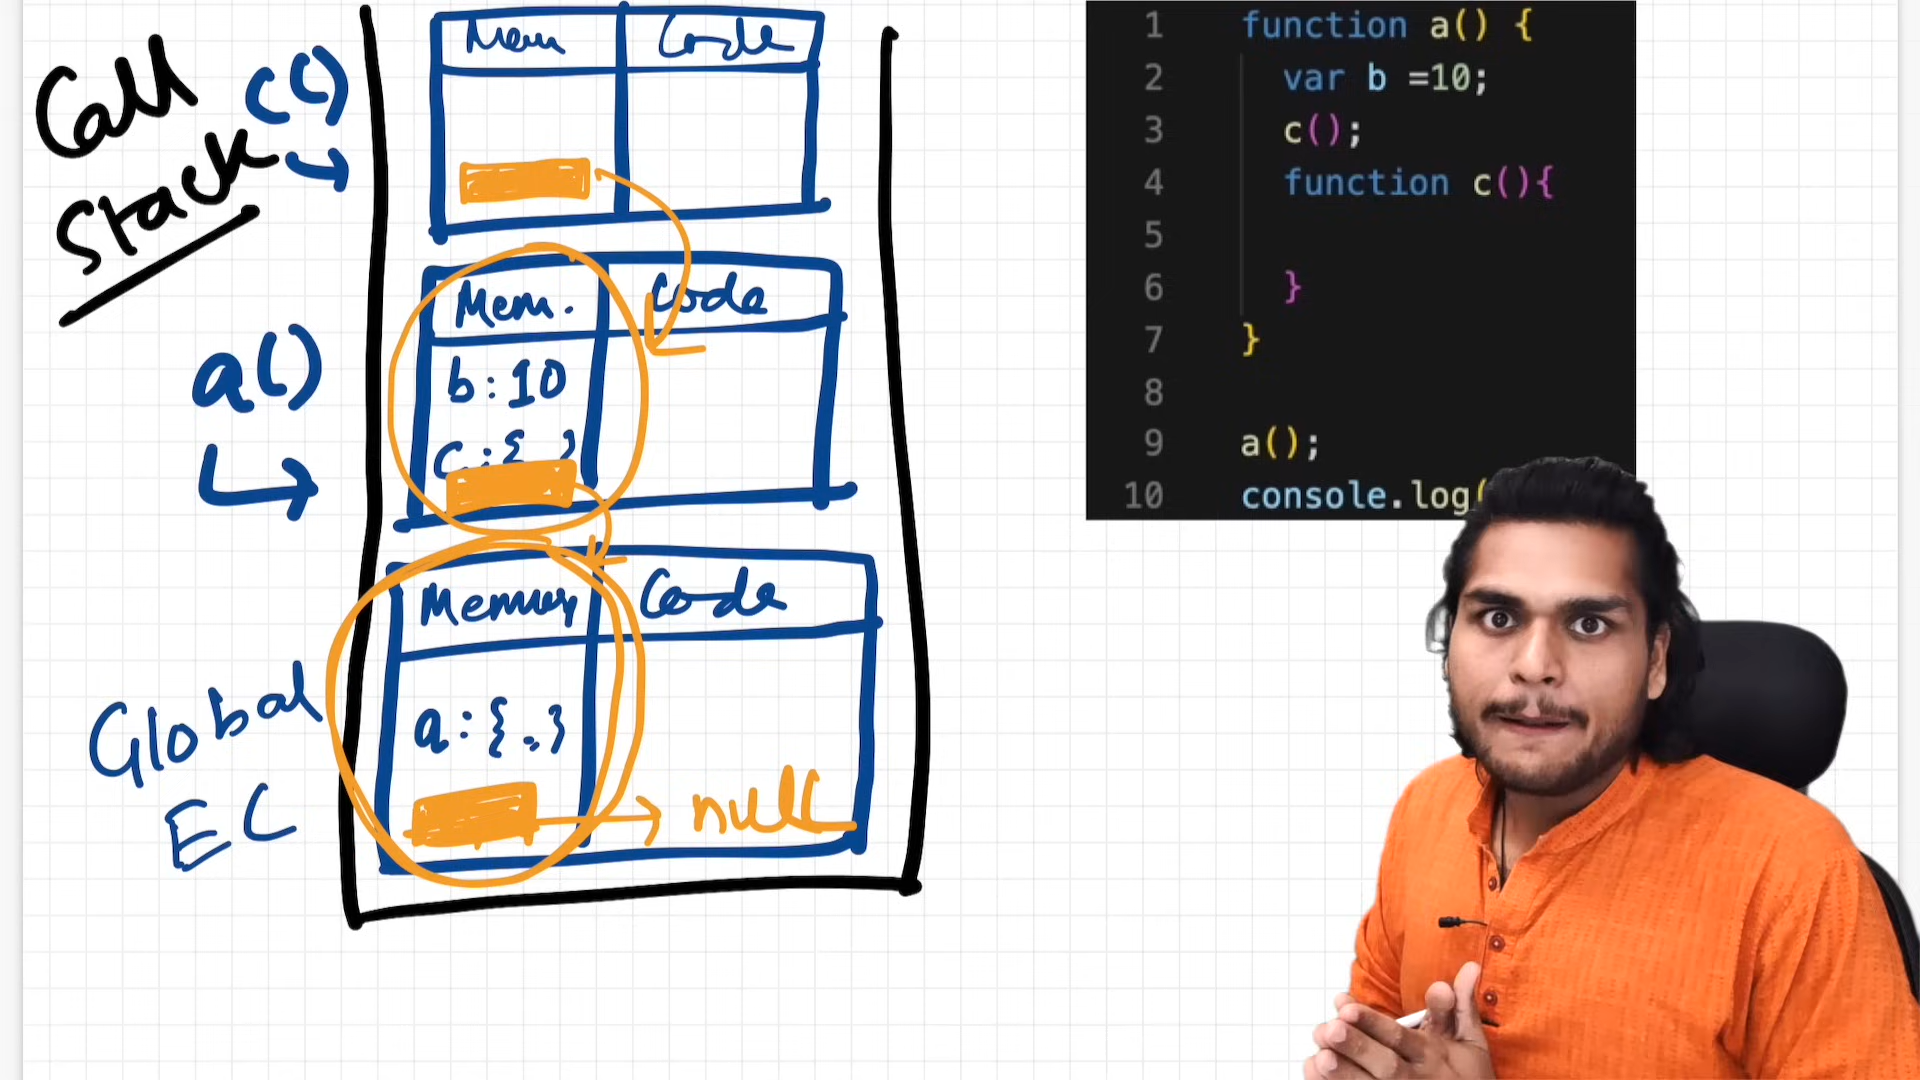 Call
Stack
c()
Mem Code
a()
Mem. Code
b:10
c:{ }
Global
EC
Memory Code
a:{..}
null
1 function a() {
2 var b =10;
3 c();
4 function c(){
5
6 }
7 }
8
9 a();
10 console.log(